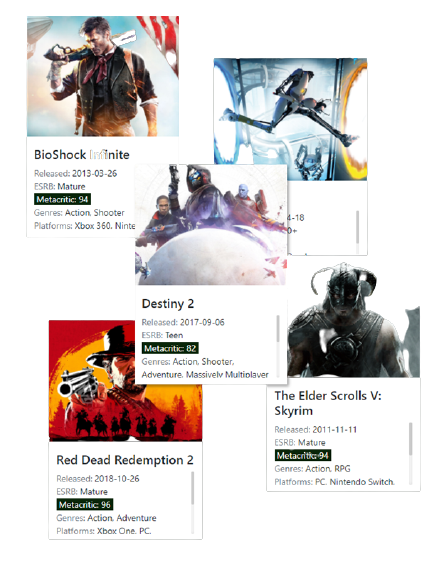 BioShock Infinite
Released: 2013-03-26
ESRB: Mature
Metacritic: 94
Genres: Action, Shooter
Platforms: Xbox 360, Ninte
4-18
0+
Destiny 2
Released: 2017-09-06
ESRB: Teen
Metacritic: 82
Genres: Action, Shooter,
Adventure, Massively Multiplayer
The Elder Scrolls V:
Skyrim
Released: 2011-11-11
ESRB: Mature
Metacritic: 94
Genres: Action, RPG
Platforms: PC, Nintendo Switch,
Red Dead Redemption 2
Released: 2018-10-26
ESRB: Mature
Metacritic: 96
Genres: Action, Adventure
Platforms: Xbox One, PC,